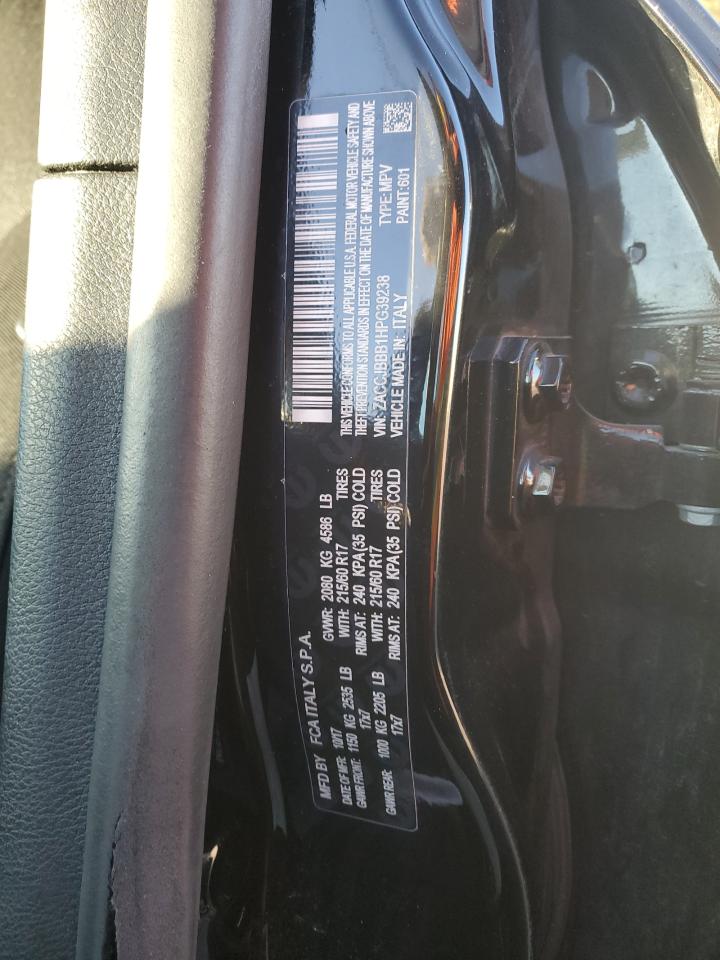 MFD BY FCA ITALY S.P.A.
DATE OF MFR: 10/17 GVWR: 2080 KG 4586 LB
GAWR FRONT: 1150 KG 2535 LB WITH: 215/60 R17 TIRES
17x7 RIMS AT: 240 KPA(35 PSI) COLD
GAWR REAR: 1000 KG 2205 LB WITH: 215/60 R17 TIRES
17x7 RIMS AT: 240 KPA(35 PSI) COLD
THIS VEHICLE CONFORMS TO ALL APPLICABLE U.S.A. FEDERAL MOTOR VEHICLE SAFETY AND
THEFT PREVENTION STANDARDS IN EFFECT ON THE DATE OF MANUFACTURE SHOWN ABOVE
VIN: ZACCJBBB1HPG39238 TYPE: MPV
VEHICLE MADE IN: ITALY PAINT: 601